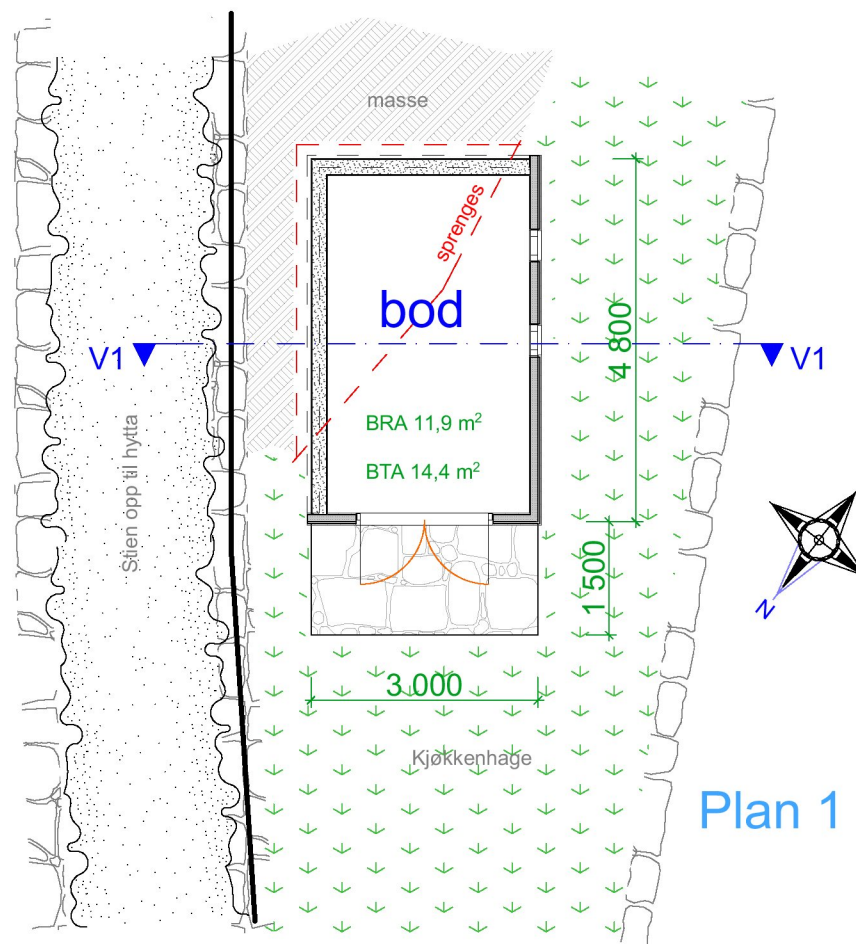 masse
sprenges
bod
V1
V1
4 800
BRA 11,9 m²
BTA 14,4 m²
Stien opp til hytta
1 500
N
3 000
Kjøkkenhage
Plan 1